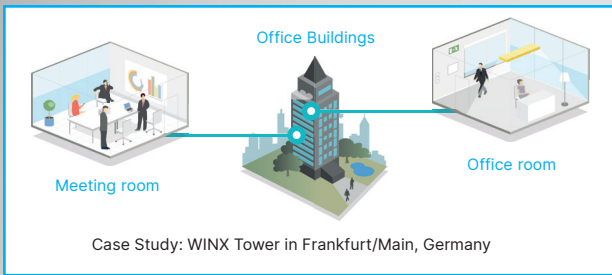 Office Buildings
Meeting room
Office room
Case Study: WINX Tower in Frankfurt/Main, Germany